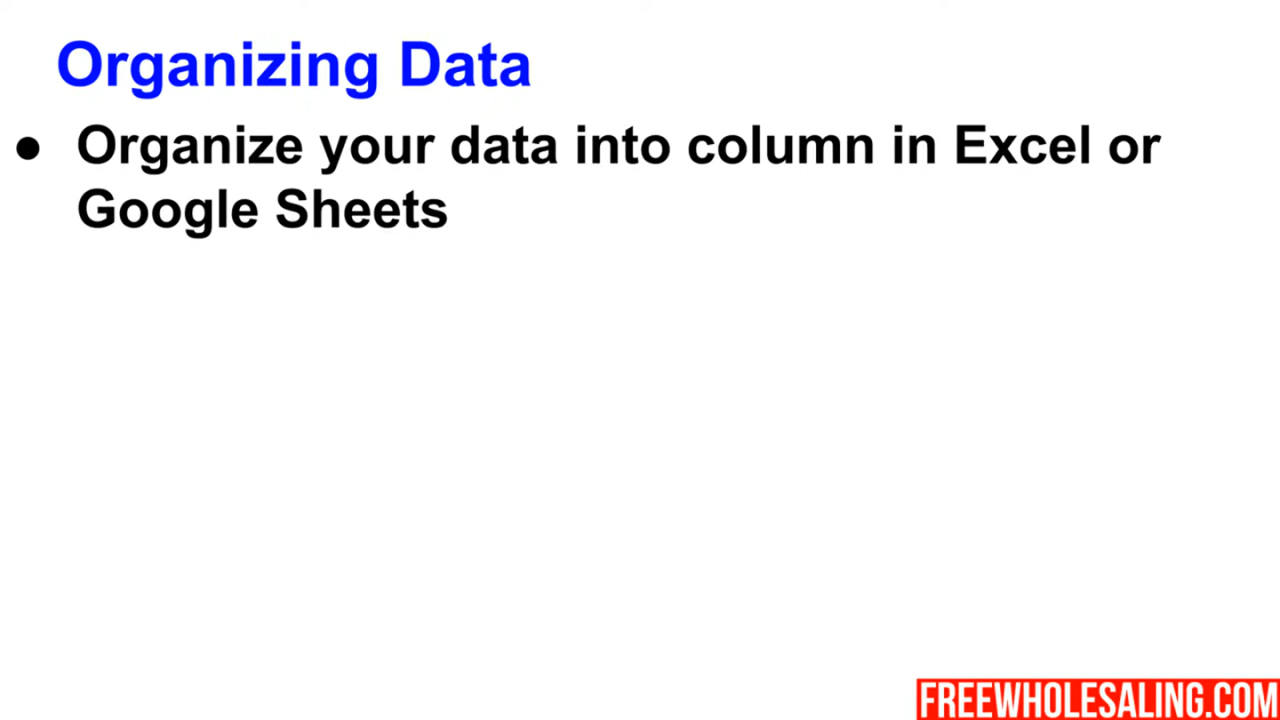 Organizing Data
● Organize your data into column in Excel or
Google Sheets
FREEWHOLESALING.COM